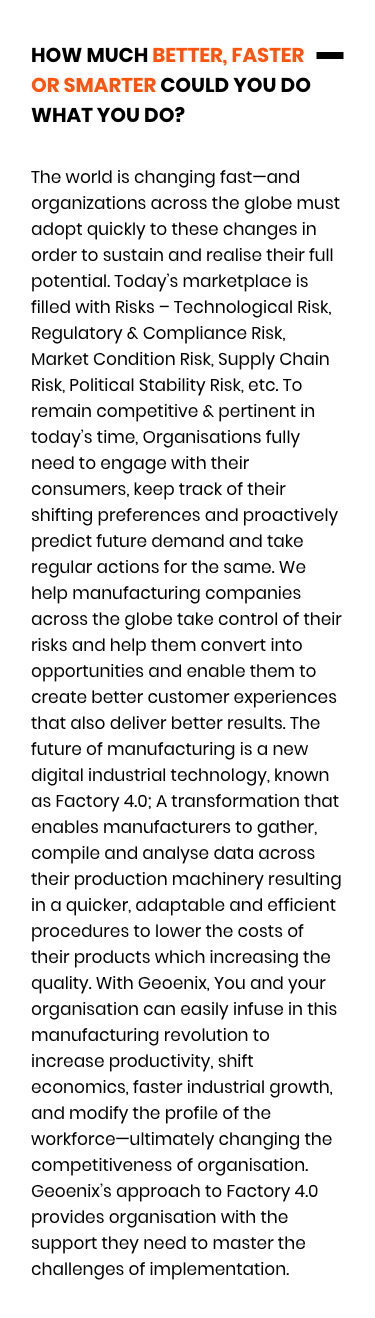 HOW MUCH BETTER, FASTER
OR SMARTER COULD YOU DO
WHAT YOU DO?
The world is changing fast—and
organizations across the globe must
adopt quickly to these changes in
order to sustain and realise their full
potential. Today's marketplace is
filled with Risks – Technological Risk,
Regulatory & Compliance Risk,
Market Condition Risk, Supply Chain
Risk, Political Stability Risk, etc. To
remain competitive & pertinent in
today's time, Organisations fully
need to engage with their
consumers, keep track of their
shifting preferences and proactively
predict future demand and take
regular actions for the same. We
help manufacturing companies
across the globe take control of their
risks and help them convert into
opportunities and enable them to
create better customer experiences
that also deliver better results. The
future of manufacturing is a new
digital industrial technology, known
as Factory 4.0; A transformation that
enables manufacturers to gather,
compile and analyse data across
their production machinery resulting
in a quicker, adaptable and efficient
procedures to lower the costs of
their products which increasing the
quality. With Geoenix, You and your
organisation can easily infuse in this
manufacturing revolution to
increase productivity, shift
economics, faster industrial growth,
and modify the profile of the
workforce—ultimately changing the
competitiveness of organisation.
Geoenix's approach to Factory 4.0
provides organisation with the
support they need to master the
challenges of implementation.